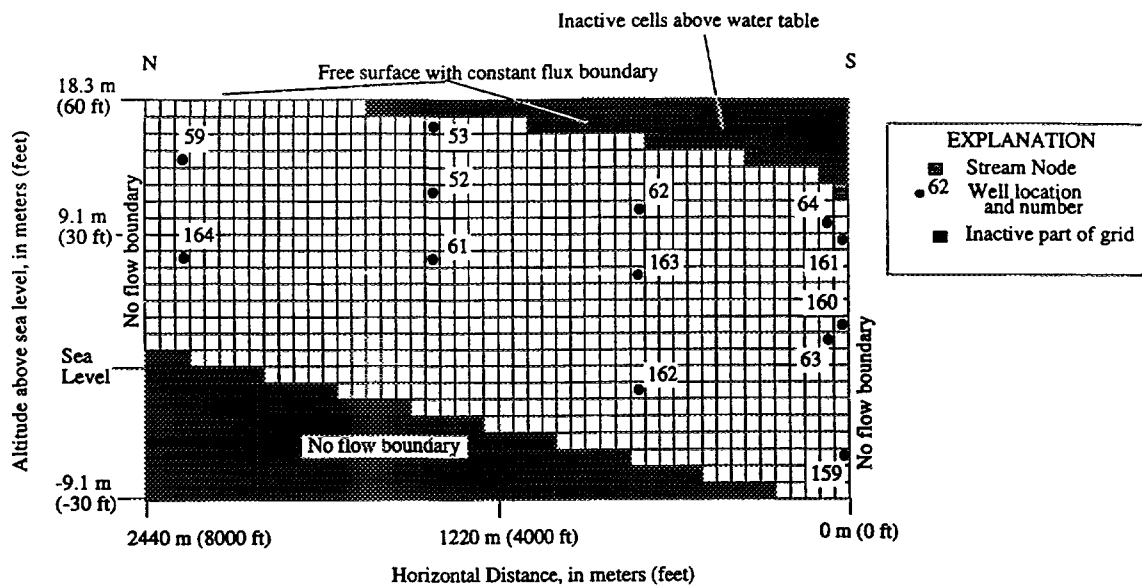 Inactive cells above water table
N
S
Free surface with constant flux boundary
18.3 m
(60 ft)
59
53
52
62
64
9.1 m
(30 ft)
164
61
163
161
160
63
162
159
Sea
Level
-9.1 m
(-30 ft)
No flow boundary
No flow boundary
No flow boundary
Altitude above sea level, in meters (feet)
2440 m (8000 ft)
1220 m (4000 ft)
0 m (0 ft)
Horizontal Distance, in meters (feet)
EXPLANATION
Stream Node
62 Well location
and number
Inactive part of grid